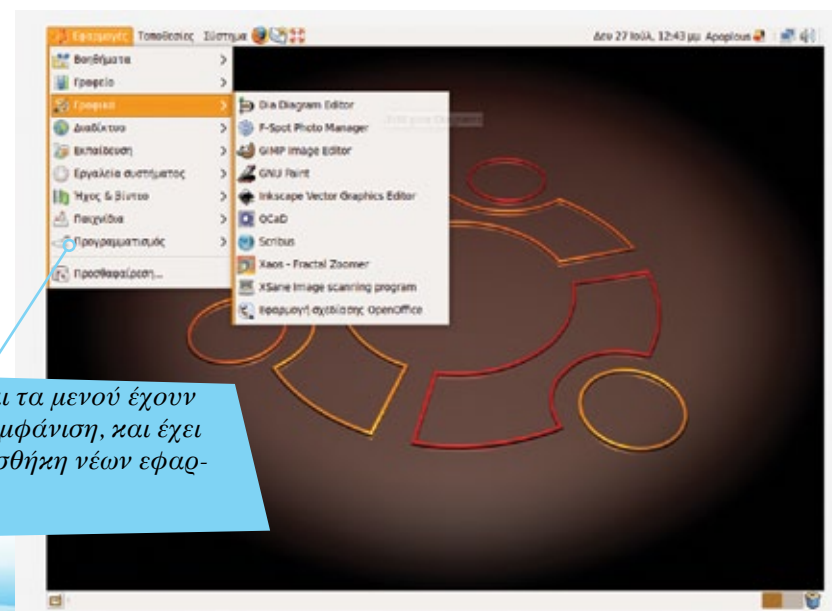 Εφαρμογές Τοποθεσίες Σύστημα
Δευ 27 Ιούλ, 12:43 μμ Apoplous
Βοηθήματα
Γραφείο
Γραφικά
Διαδίκτυο
Εκπαίδευση
Εργαλεία συστήματος
Ήχος & Βίντεο
Παιχνίδια
Προγραμματισμός
Προσθαφαίρεση...
Dia Diagram Editor
F-Spot Photo Manager
GIMP Image Editor
GNU Paint
Inkscape Vector Graphics Editor
OCaD
Scribus
Xaos - Fractal Zoomer
XSane Image scanning program
Εφαρμογή σχεδίασης OpenOffice
ι τα μενού έχουν
μφάνιση, και έχει
σθήκη νέων εφαρ-